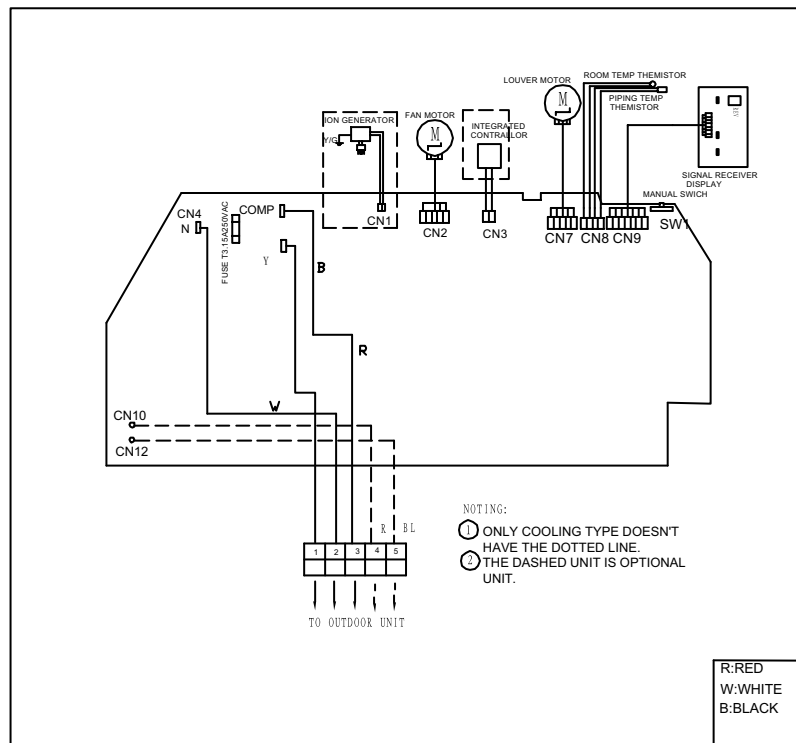 LOUVER MOTOR
ROOM TEMP THEMISTOR
PIPING TEMP
THEMISTOR
M
KEY
ION GENERATOR
FAN MOTOR
M
INTEGRATED
CONTRALLOR
Y/G
SIGNAL RECEIVER
DISPLAY
MANUAL SWICH
CN4
N
FUSE T3.15A250VAC
COMP
CN1
CN2
CN3
CN7
CN8
CN9
SW1
Y
B
R
W
CN10
CN12
R
BL
1
2
3
4
5
TO OUTDOOR UNIT
NOTING:
1 ONLY COOLING TYPE DOESN'T
HAVE THE DOTTED LINE.
2 THE DASHED UNIT IS OPTIONAL
UNIT.
R:RED
W:WHITE
B:BLACK